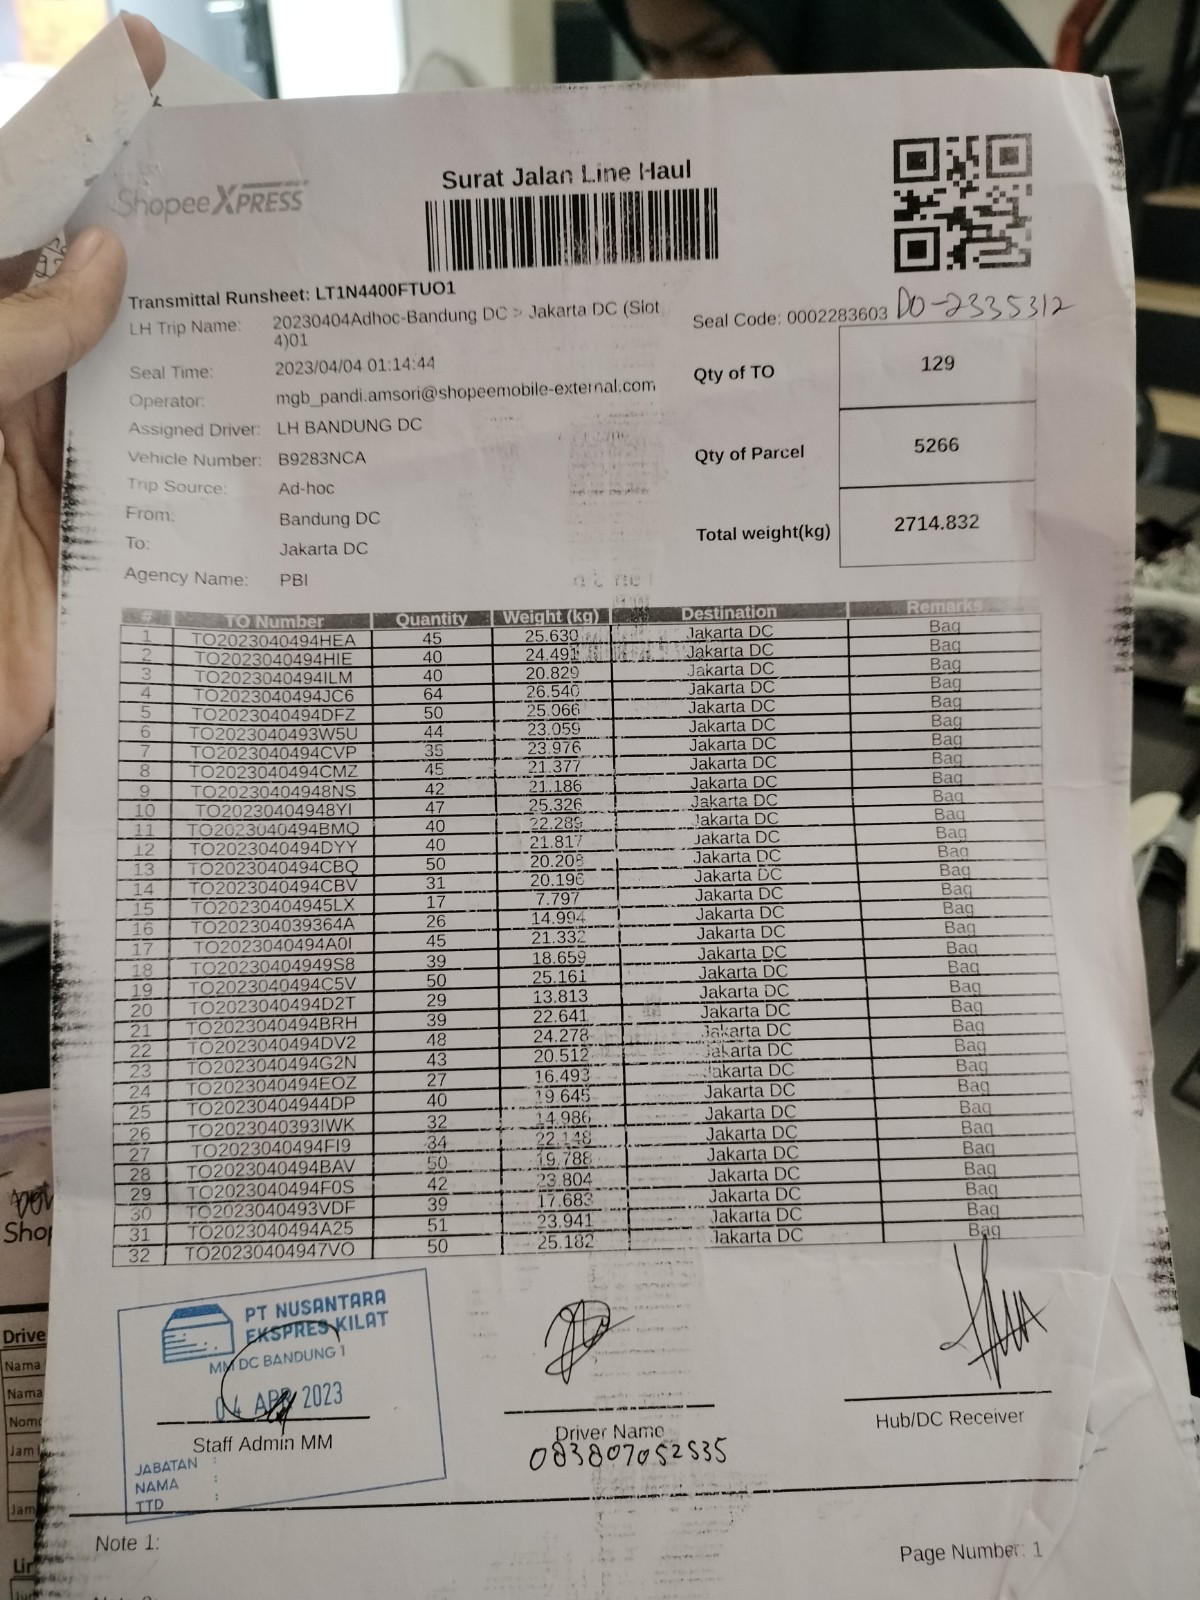 Shopee XPRESS
Surat Jalan Line Haul
Transmittal Runsheet: LT1N4400FTUO1
LH Trip Name: 20230404Adhoc-Bandung DC > Jakarta DC (Slot 4)01
Seal Code: 0002283603 DO-2335312
Seal Time: 2023/04/04 01:14:44
Operator: mgb_pandi.amsori@shopeemobile-external.com
Assigned Driver: LH BANDUNG DC
Vehicle Number: B9283NCA
Trip Source: Ad-hoc
From: Bandung DC
To: Jakarta DC
Agency Name: PBI
Qty of TO 129
Qty of Parcel 5266
Total weight(kg) 2714.832
# TO Number Quantity Weight (kg) Destination Remarks
1 TO2023040494HEA 45 25.630 Jakarta DC Bag
2 TO2023040494HIE 40 24.491 Jakarta DC Bag
3 TO2023040494ILM 40 20.829 Jakarta DC Bag
4 TO2023040494JC6 64 26.540 Jakarta DC Bag
5 TO2023040494DFZ 50 25.066 Jakarta DC Bag
6 TO2023040493W5U 44 23.059 Jakarta DC Bag
7 TO2023040494CVP 35 23.976 Jakarta DC Bag
8 TO2023040494CMZ 45 21.377 Jakarta DC Bag
9 TO20230404948NS 42 21.186 Jakarta DC Bag
10 TO20230404948YI 47 25.326 Jakarta DC Bag
11 TO2023040494BMQ 40 22.289 Jakarta DC Bag
12 TO2023040494DYY 40 21.817 Jakarta DC Bag
13 TO2023040494CBQ 50 20.208 Jakarta DC Bag
14 TO2023040494CBV 31 20.196 Jakarta DC Bag
15 TO20230404945LX 17 7.797 Jakarta DC Bag
16 TO202304039364A 26 14.994 Jakarta DC Bag
17 TO2023040494A0I 45 21.332 Jakarta DC Bag
18 TO20230404949S8 39 18.659 Jakarta DC Bag
19 TO2023040494C5V 50 25.161 Jakarta DC Bag
20 TO2023040494D2T 29 13.813 Jakarta DC Bag
21 TO2023040494BRH 39 22.641 Jakarta DC Bag
22 TO2023040494DV2 48 24.278 Jakarta DC Bag
23 TO2023040494G2N 43 20.512 Jakarta DC Bag
24 TO2023040494EOZ 27 16.493 Jakarta DC Bag
25 TO20230404944DP 40 19.645 Jakarta DC Bag
26 TO2023040393IWK 32 14.986 Jakarta DC Bag
27 TO2023040494FI9 34 22.148 Jakarta DC Bag
28 TO2023040494BAV 50 19.788 Jakarta DC Bag
29 TO2023040494F0S 42 23.804 Jakarta DC Bag
30 TO2023040493VDF 39 17.683 Jakarta DC Bag
31 TO2023040494A25 51 23.941 Jakarta DC Bag
32 TO20230404947VO 50 25.182 Jakarta DC Bag
PT NUSANTARA
EKSPRES KILAT
MM DC BANDUNG 1
04 APR 2023
Staff Admin MM
JABATAN :
NAMA :
TTD :
Driver Name
083807052535
Hub/DC Receiver
Note 1:
Page Number: 1
Shop
Drive
Nama
Nama
Nomo
Jam
Jam